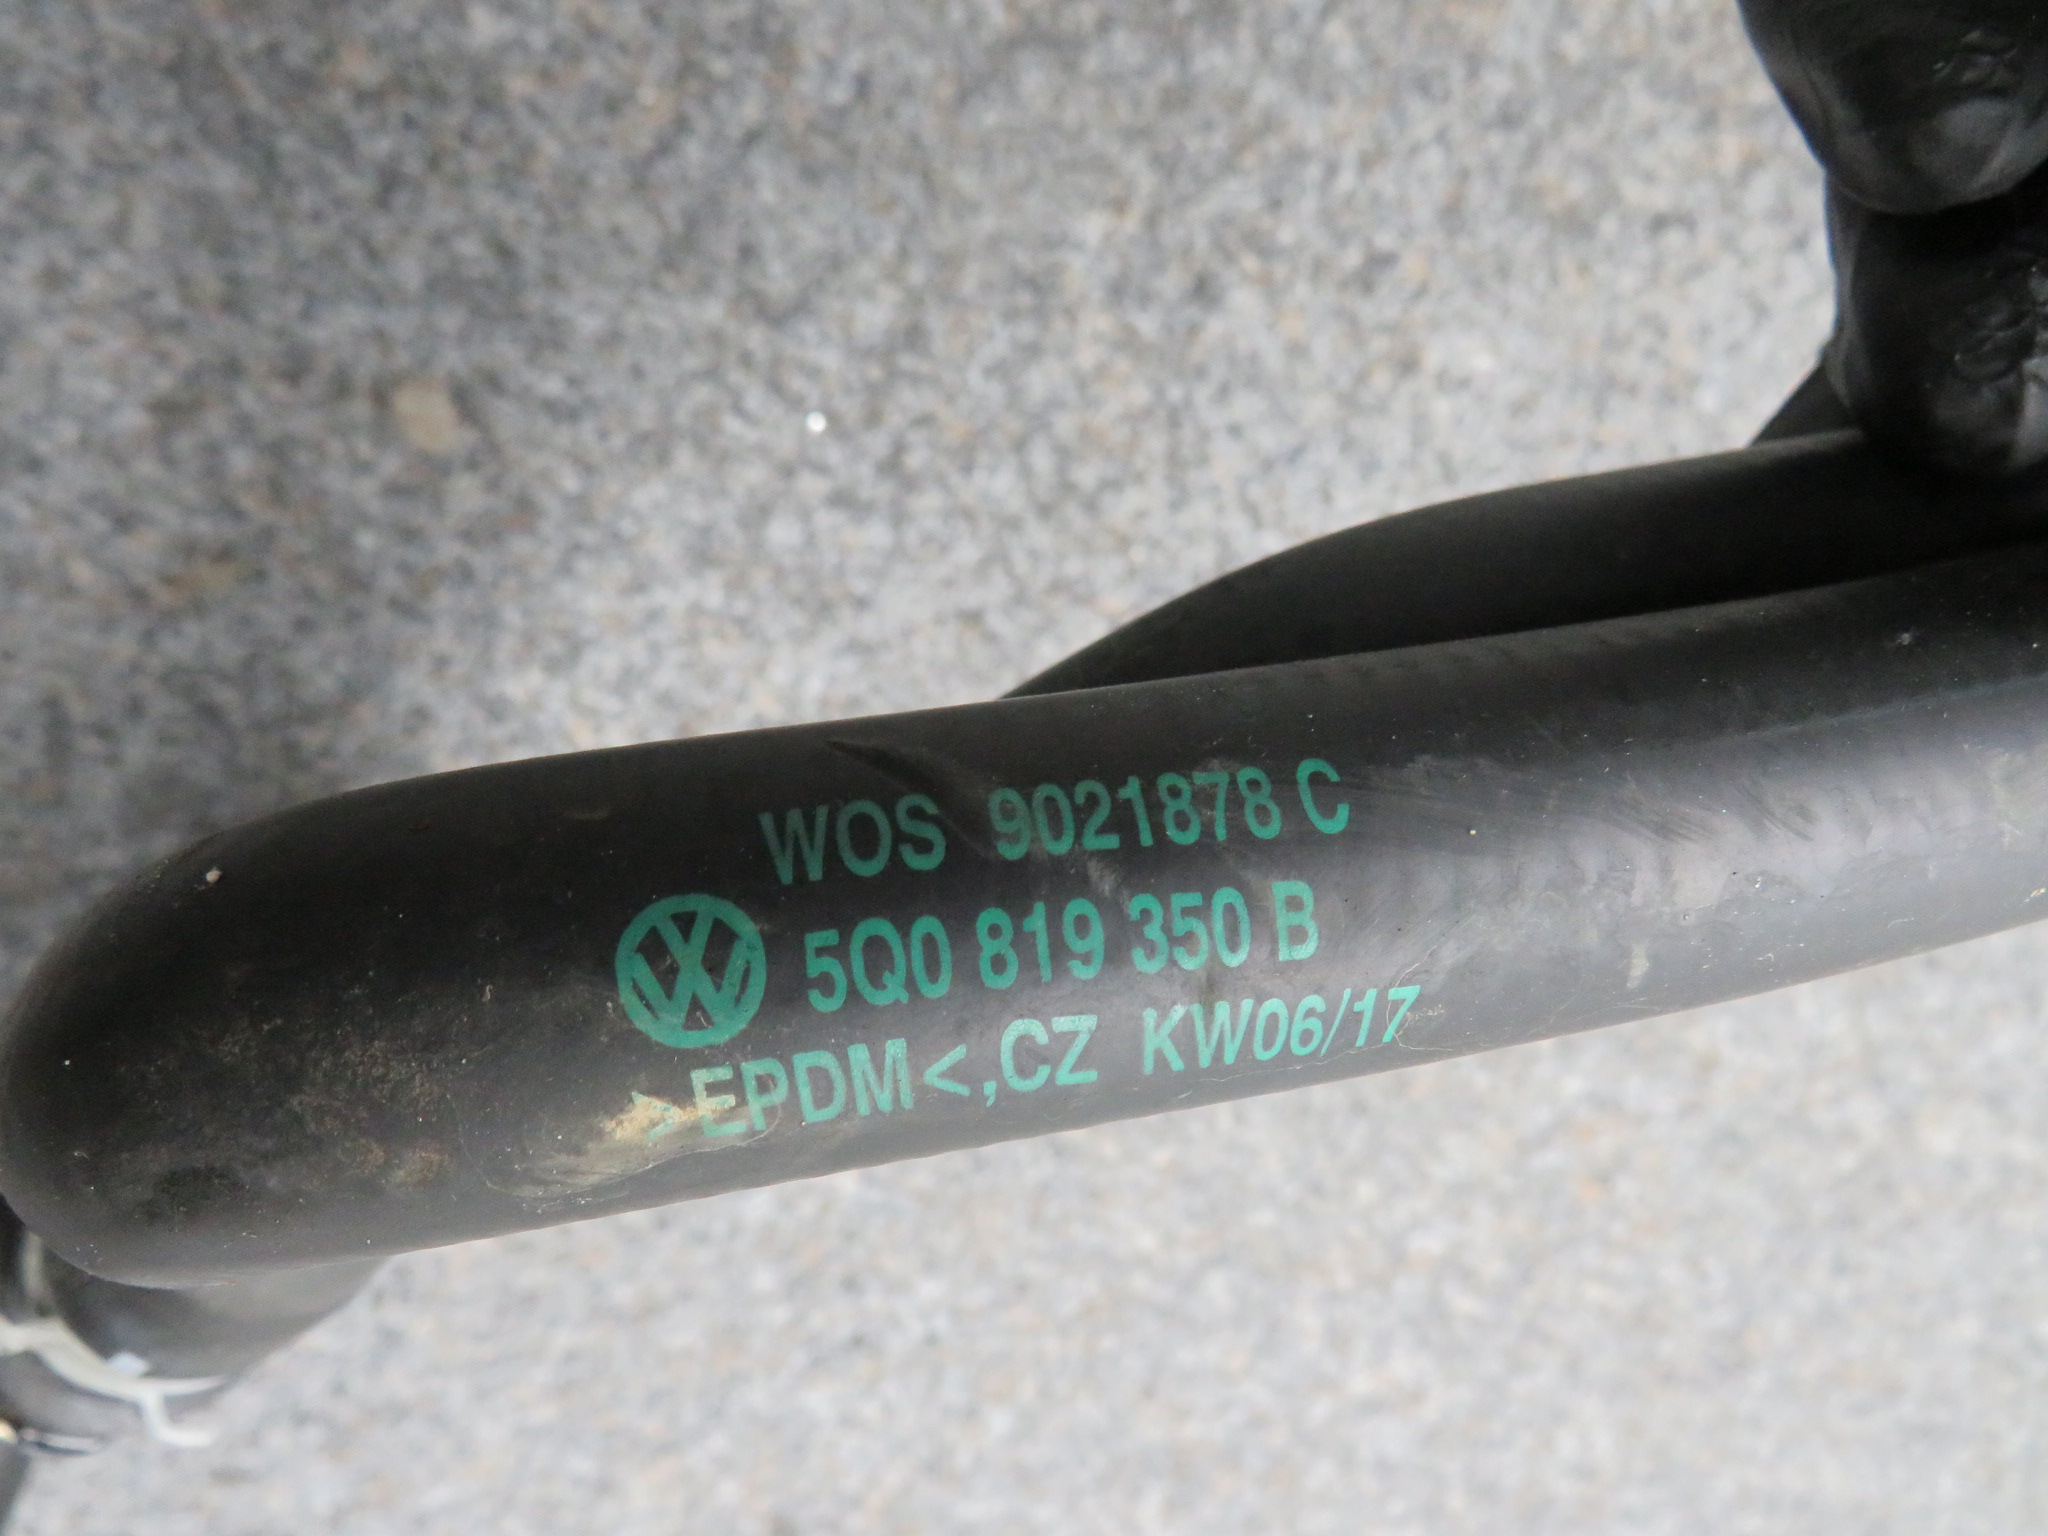 WOS 9021878 C
5Q0 819 350 B
>EPDM<,CZ KW06/17